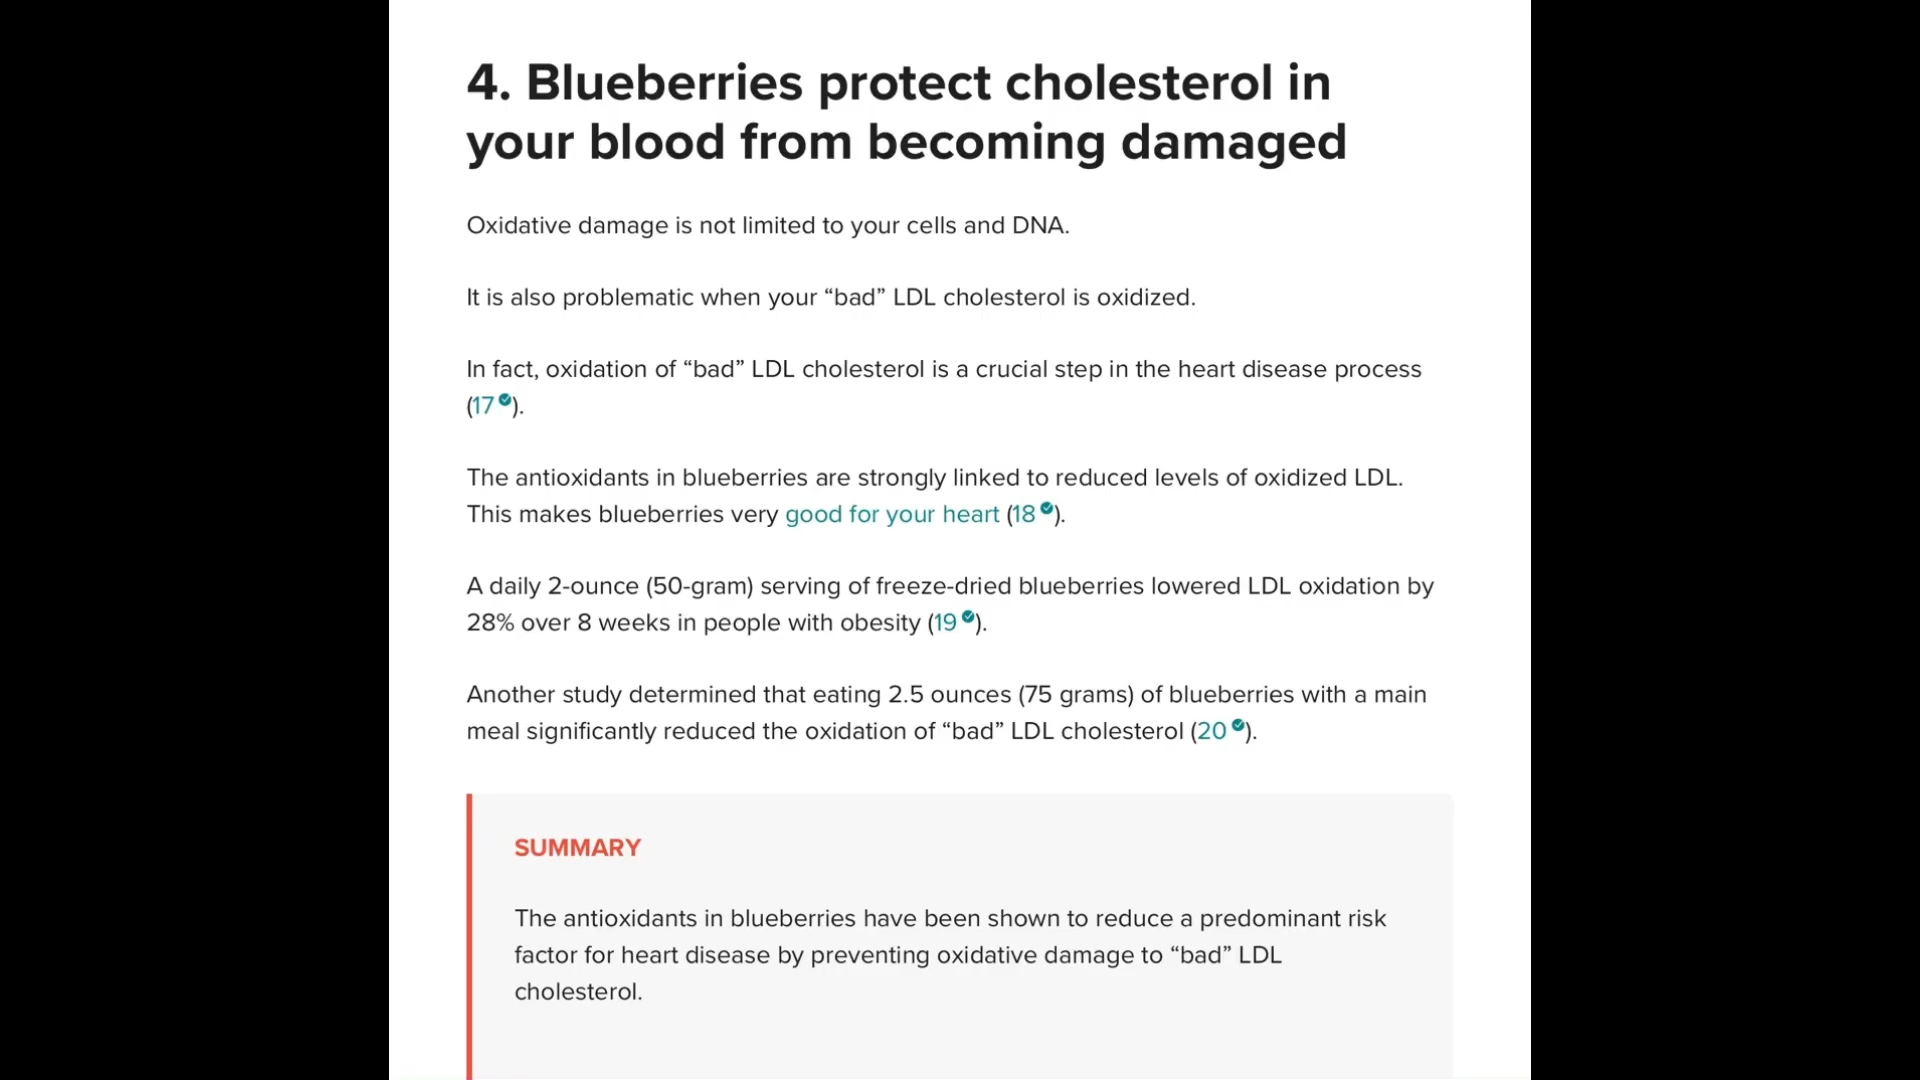 4. Blueberries protect cholesterol in
your blood from becoming damaged
Oxidative damage is not limited to your cells and DNA.
It is also problematic when your “bad” LDL cholesterol is oxidized.
In fact, oxidation of “bad” LDL cholesterol is a crucial step in the heart disease process
(17).
The antioxidants in blueberries are strongly linked to reduced levels of oxidized LDL.
This makes blueberries very good for your heart (18).
A daily 2-ounce (50-gram) serving of freeze-dried blueberries lowered LDL oxidation by
28% over 8 weeks in people with obesity (19).
Another study determined that eating 2.5 ounces (75 grams) of blueberries with a main
meal significantly reduced the oxidation of “bad” LDL cholesterol (20).
SUMMARY
The antioxidants in blueberries have been shown to reduce a predominant risk
factor for heart disease by preventing oxidative damage to “bad” LDL
cholesterol.